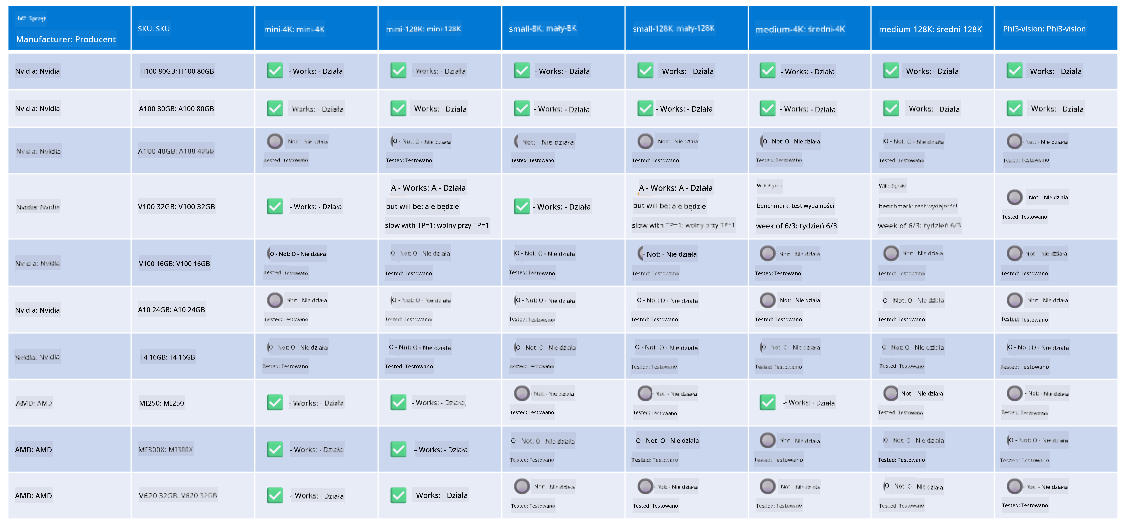 HW: Sprzęt
Manufacturer: Producent
SKU: SKU
mini-4K: mini-4K
mini-128K: mini-128K
small-8K: mały-8K
small-128K: mały-128K
medium-4K: średni-4K
medium 128K: średni 128K
Phi3-vision: Phi3-vision
Nvidia: Nvidia
H100 80GB: H100 80GB
- Works: - Działa
- Works: - Działa
- Works: - Działa
- Works: - Działa
- Works: - Działa
- Works: - Działa
- Works: - Działa
Nvidia: Nvidia
A100 80GB: A100 80GB
Works: - Działa
- Works: - Działa
- Works: - Działa
- Works: - Działa
- Works: - Działa
- Works: - Działa
- Works: - Działa
Nvidia: Nvidia
A100 40GB: A100 40GB
Not: - Nie działa
Tested: Testowano
O - Not: O - Nie działa
Tested: Testowano
Not: - Nie działa
Tested: Testowano
Not: - Nie działa
Tested: Testowano
O - Not: O - Nie działa
Tested: Testowano
O - Not: O - Nie działa
Tested: Testowano
Not: - Nie działa
Tested: Testowano
Nvidia: Nvidia
V100 32GB: V100 32GB
- Works: - Działa
A - Works: A - Działa
but will be: ale będzie
slow with TP=1: wolny przy TP=1
- Works: - Działa
A - Works: A - Działa
but will be: ale będzie
slow with TP=1: wolny przy TP=1
benchmark: test wydajności
week of 6/3: tydzień 6/3
benchmark: test wydajności
week of 6/3: tydzień 6/3
- Not: - Nie działa
Tested: Testowano
Nvidia: Nvidia
V100 16GB: V100 16GB
O - Not: O - Nie działa
Tested: Testowano
O - Not: O - Nie działa
Tested: Testowano
O - Not: O - Nie działa
Tested: Testowano
- Not: - Nie działa
Tested: Testowano
Not: - Nie działa
Tested: Testowano
Not: - Nie działa
Tested: Testowano
Not: - Nie działa
Tested: Testowano
Nvidia: Nvidia
A10 24GB: A10 24GB
Not: - Nie działa
Tested: Testowano
O - Not: O - Nie działa
Tested: Testowano
O - Not: O - Nie działa
Tested: Testowano
O - Not: O - Nie działa
Tested: Testowano
Not: - Nie działa
Tested: Testowano
O - Not: O - Nie działa
Tested: Testowano
Not: - Nie działa
Tested: Testowano
Nvidia: Nvidia
T4 16GB: T4 16GB
O - Not: O - Nie działa
Tested: Testowano
O - Not: O - Nie działa
Tested: Testowano
O - Not: O - Nie działa
Tested: Testowano
O - Not: O - Nie działa
Tested: Testowano
O - Not: O - Nie działa
Tested: Testowano
O - Not: O - Nie działa
Tested: Testowano
O - Not: O - Nie działa
Tested: Testowano
AMD: AMD
MI250: MI250
- Works: - Działa
- Works: - Działa
Not: - Nie działa
Tested: Testowano
Not: - Nie działa
Tested: Testowano
- Works: - Działa
Not: - Nie działa
Tested: Testowano
- Not: - Nie działa
Tested: Testowano
AMD: AMD
MI300X: MI300X
- Works: - Działa
- Works: - Działa
O - Not: O - Nie działa
Tested: Testowano
O - Not: O - Nie działa
Tested: Testowano
Not: - Nie działa
Tested: Testowano
O - Not: O - Nie działa
Tested: Testowano
O - Not: O - Nie działa
Tested: Testowano
AMD: AMD
V620 32GB: V620 32GB
- Works: - Działa
Works: - Działa
Not: - Nie działa
Tested: Testowano
Not: - Nie działa
Tested: Testowano
Not: - Nie działa
Tested: Testowano
O - Not: O - Nie działa
Tested: Testowano
- Not: - Nie działa
Tested: Testowano